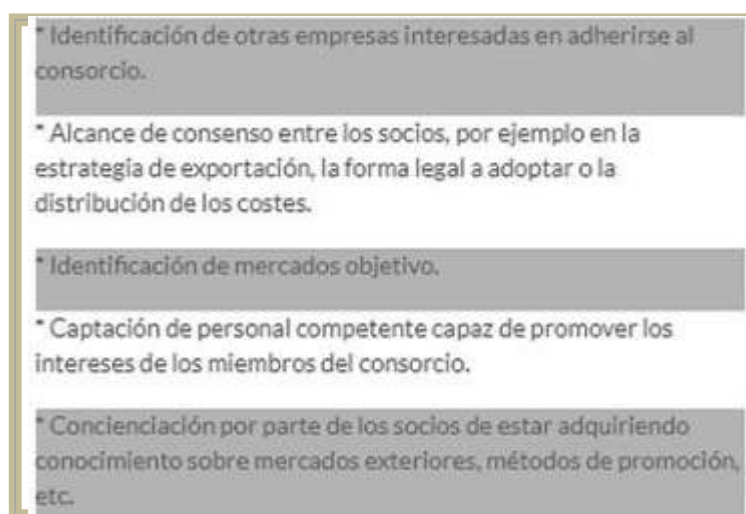 * Identificación de otras empresas interesadas en adherirse al
consorcio.
* Alcance de consenso entre los socios, por ejemplo en la
estrategia de exportación, la forma legal a adoptar o la
distribución de los costes.
* Identificación de mercados objetivo.
* Captación de personal competente capaz de promover los
intereses de los miembros del consorcio.
* Concienciación por parte de los socios de estar adquiriendo
conocimiento sobre mercados exteriores, métodos de promoción,
etc.